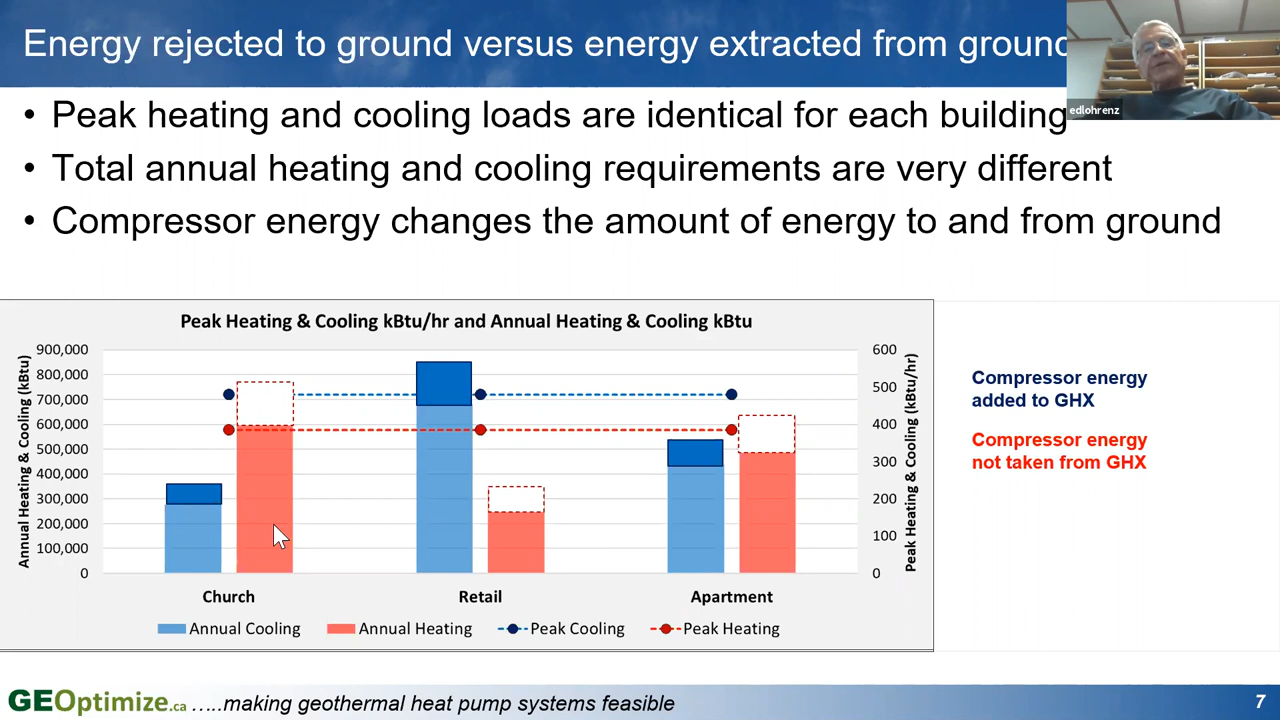 Energy rejected to ground versus energy extracted from ground
edlohrenz
• Peak heating and cooling loads are identical for each building
• Total annual heating and cooling requirements are very different
• Compressor energy changes the amount of energy to and from ground
Peak Heating & Cooling kBtu/hr and Annual Heating & Cooling kBtu
Annual Heating & Cooling (kBtu)
900,000
800,000
700,000
600,000
500,000
400,000
300,000
200,000
100,000
0
600
500
400
300
200
100
0
Peak Heating & Cooling (kBtu/hr)
Church
Retail
Apartment
Annual Cooling
Annual Heating
Peak Cooling
Peak Heating
Compressor energy
added to GHX
Compressor energy
not taken from GHX
GEOptimize.ca …..making geothermal heat pump systems feasible
7